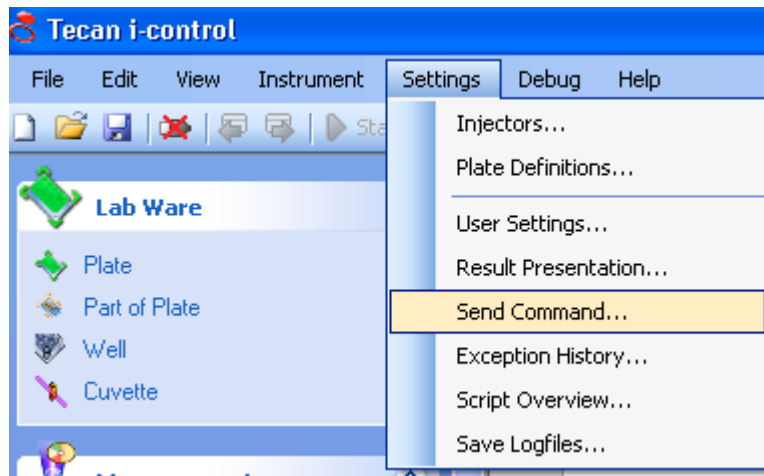 Tecan i-control
File Edit View Instrument Settings Debug Help
Injectors...
Plate Definitions...
User Settings...
Result Presentation...
Send Command...
Exception History...
Script Overview...
Save Logfiles...
Lab Ware
Plate
Part of Plate
Well
Cuvette